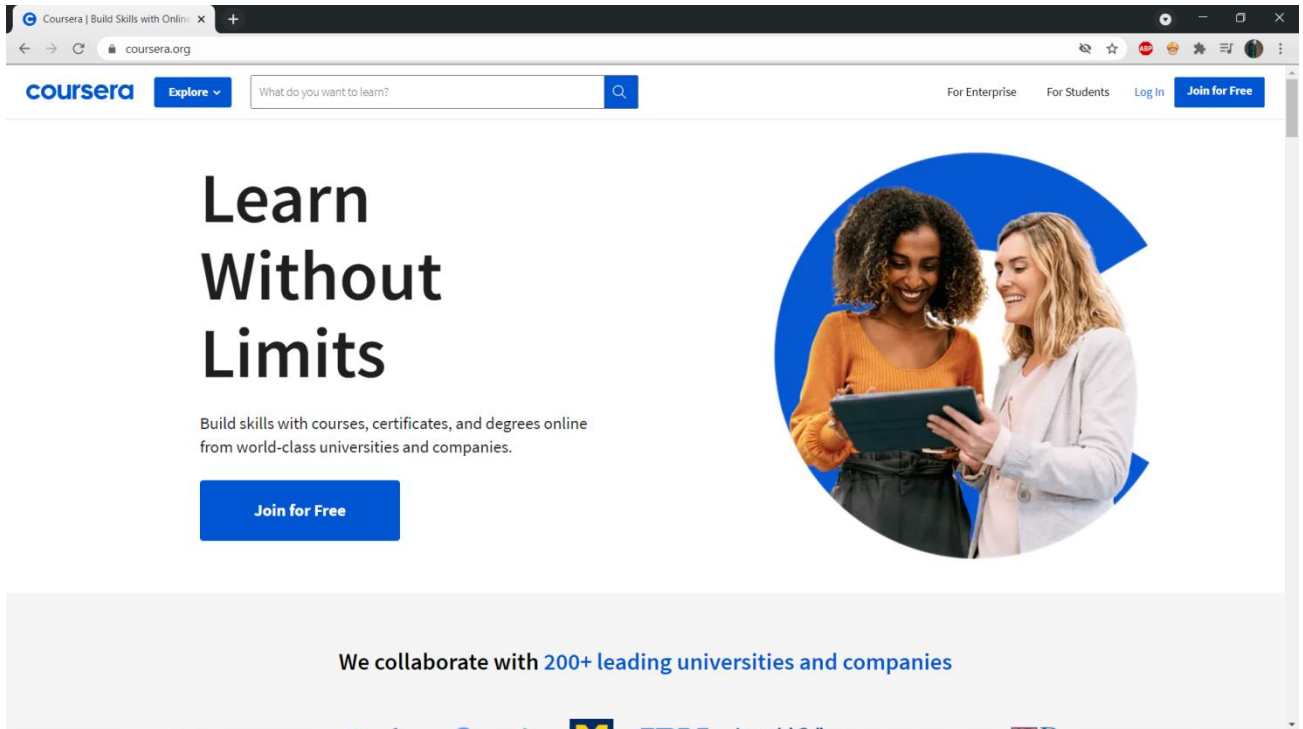 Coursera | Build Skills with Online
coursera.org
ABP
coursera
Explore
What do you want to learn?
For Enterprise
For Students
Log In
Join for Free
Learn
Without
Limits
Build skills with courses, certificates, and degrees online
from world-class universities and companies.
Join for Free
We collaborate with 200+ leading universities and companies